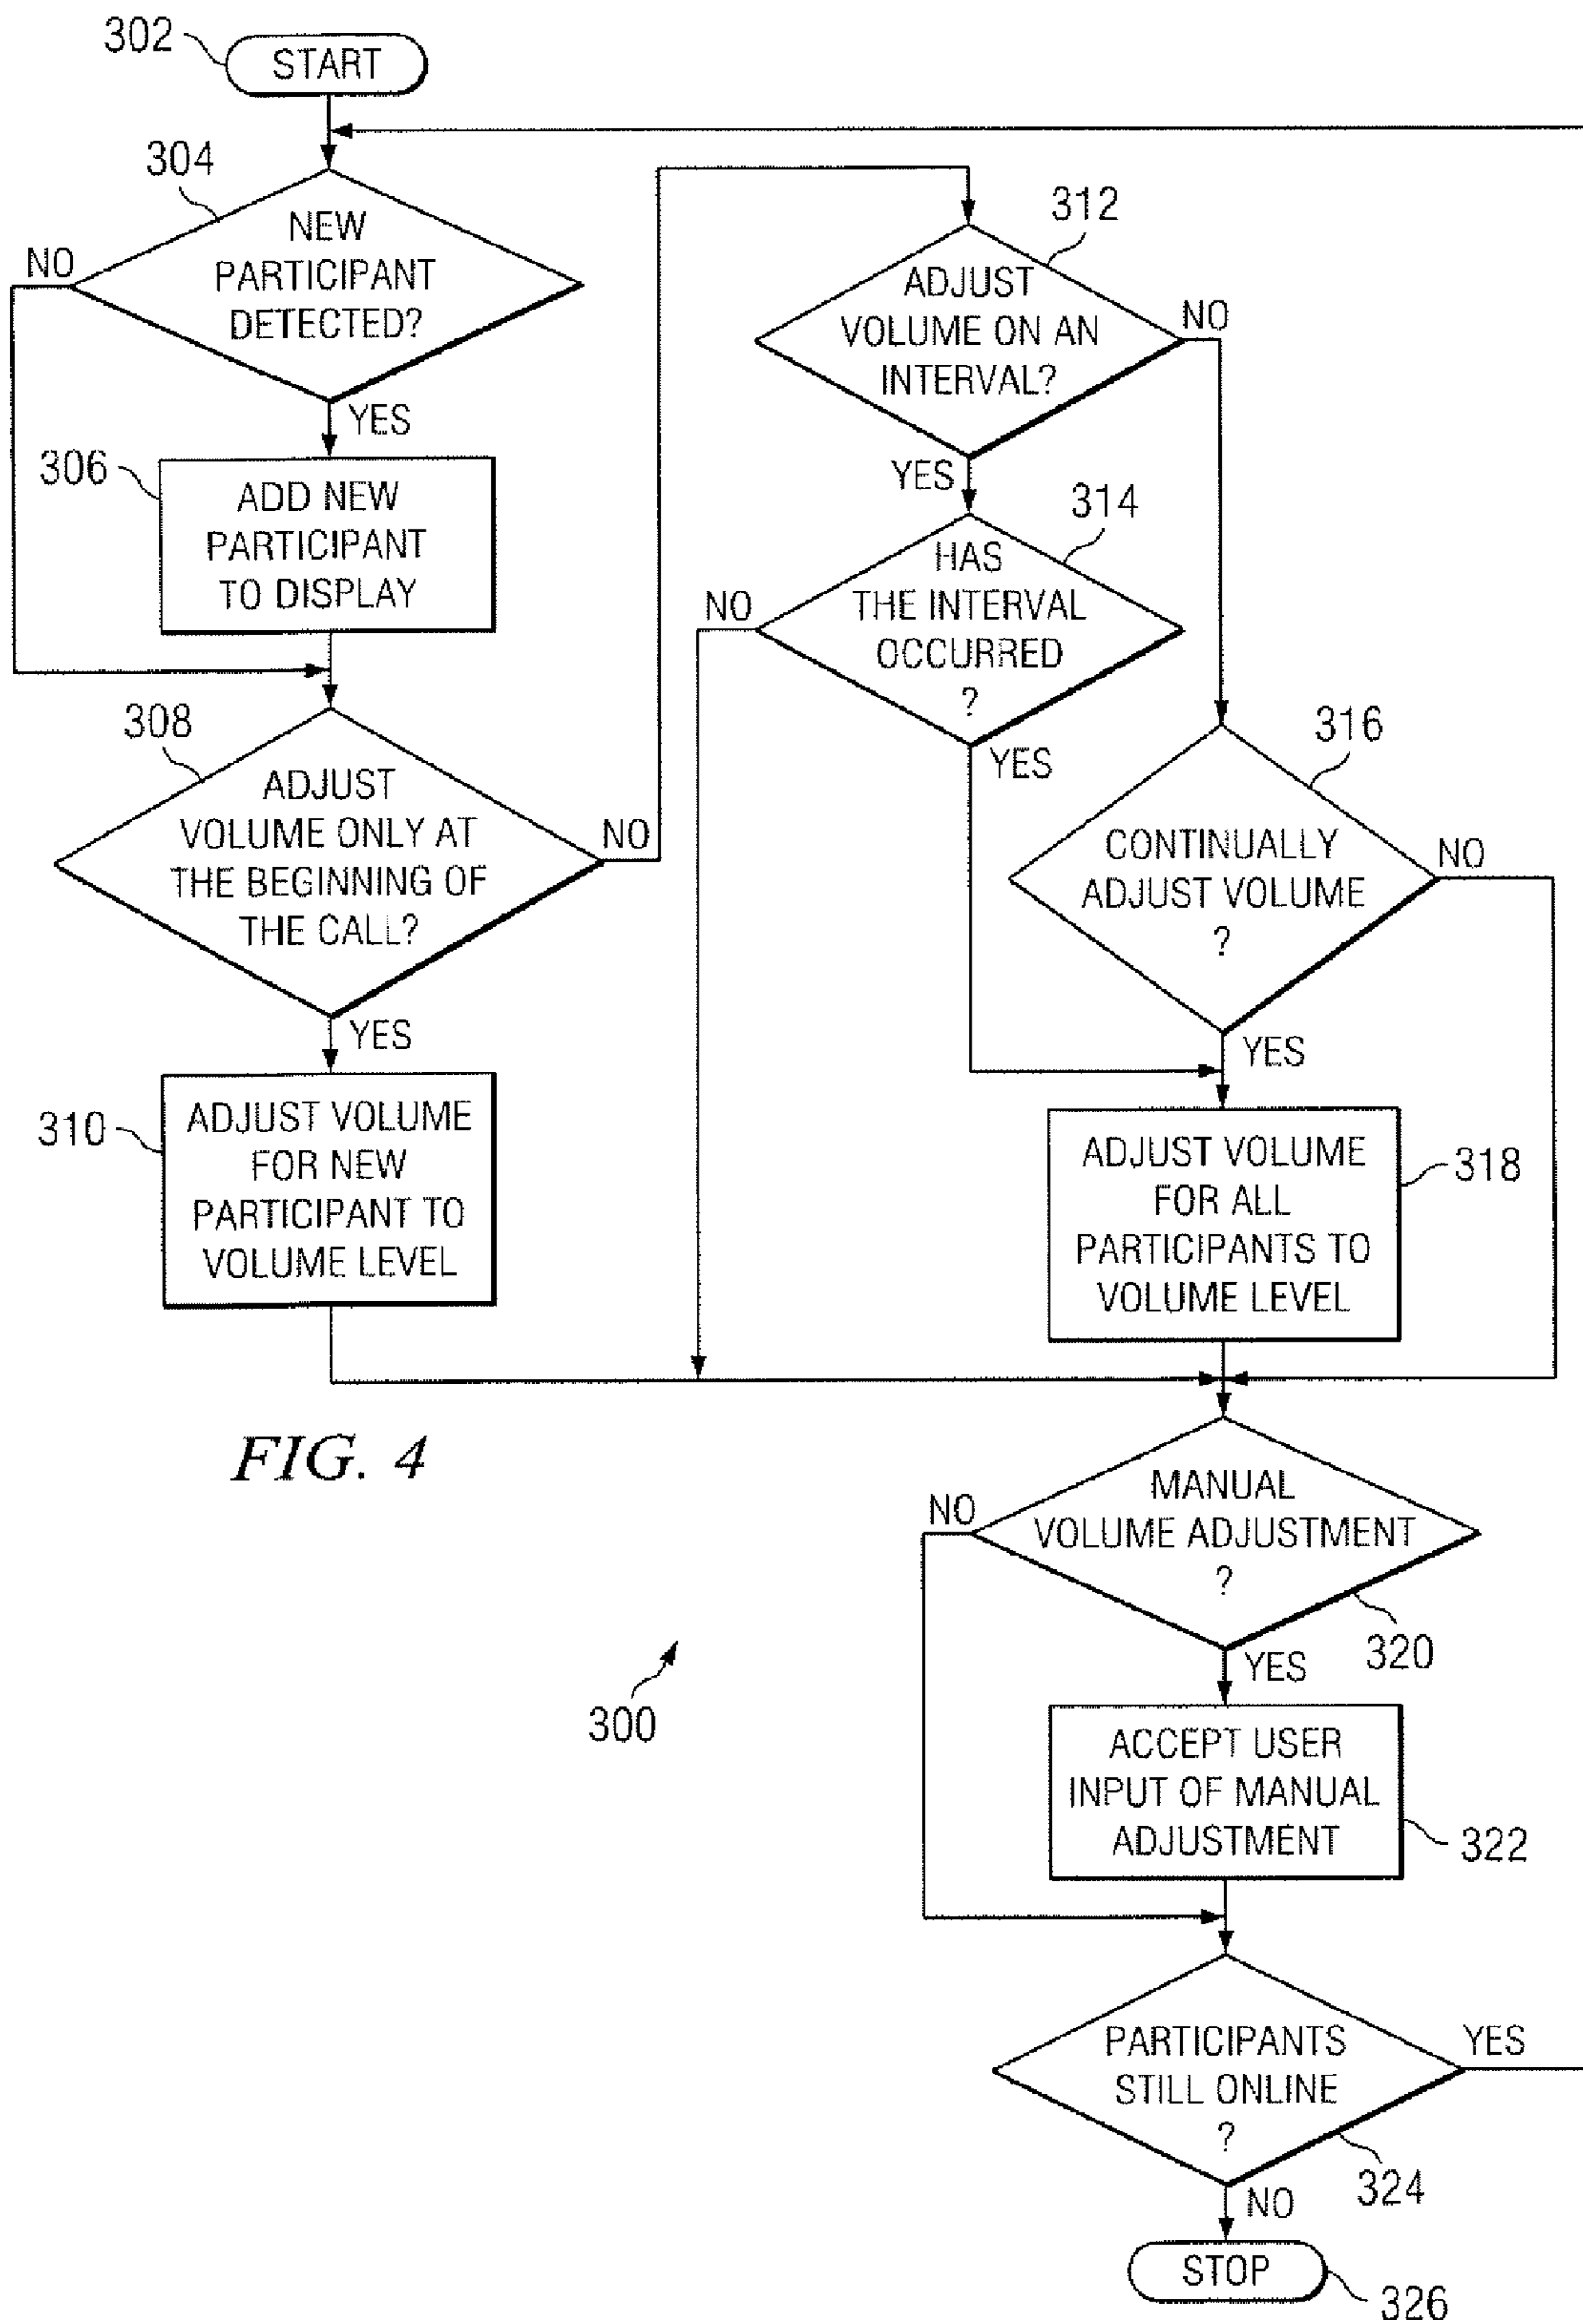 302
START
304
NEW
PARTICIPANT
DETECTED?
NO
YES
306
ADD NEW
PARTICIPANT
TO DISPLAY
308
ADJUST
VOLUME ONLY AT
THE BEGINNING OF
THE CALL?
NO
YES
310
ADJUST VOLUME
FOR NEW
PARTICIPANT TO
VOLUME LEVEL
312
ADJUST
VOLUME ON AN
INTERVAL?
NO
YES
314
HAS
THE INTERVAL
OCCURRED
?
NO
YES
316
CONTINUALLY
ADJUST VOLUME
?
NO
YES
ADJUST VOLUME
FOR ALL
PARTICIPANTS TO
VOLUME LEVEL
318
FIG. 4
MANUAL
VOLUME ADJUSTMENT
?
NO
320
YES
300
ACCEPT USER
INPUT OF MANUAL
ADJUSTMENT
322
PARTICIPANTS
STILL ONLINE
?
YES
324
NO
STOP
326